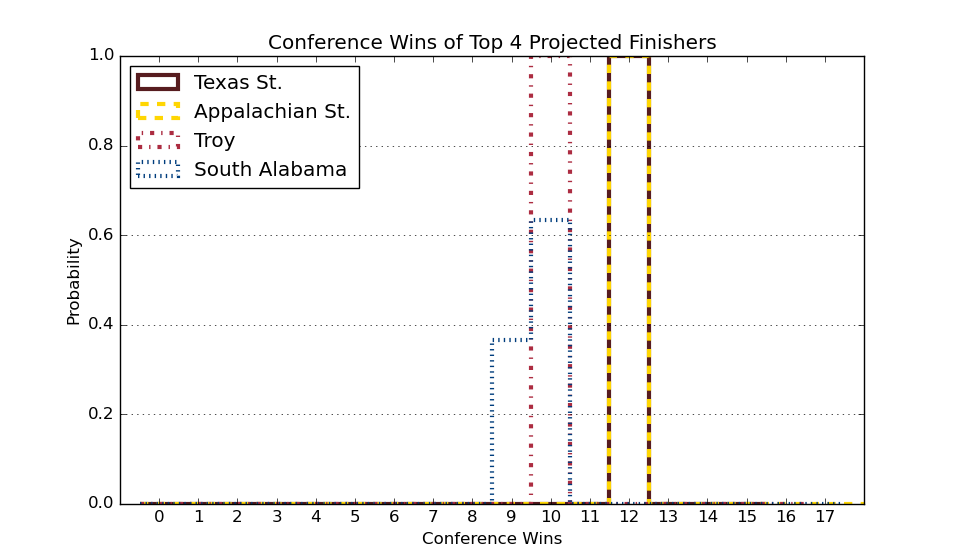 Conference Wins of Top 4 Projected Finishers
1.0
0.8
0.6
0.4
0.2
0.0
Probability
Texas St.
Appalachian St.
Troy
South Alabama
0 1 2 3 4 5 6 7 8 9 10 11 12 13 14 15 16 17
Conference Wins